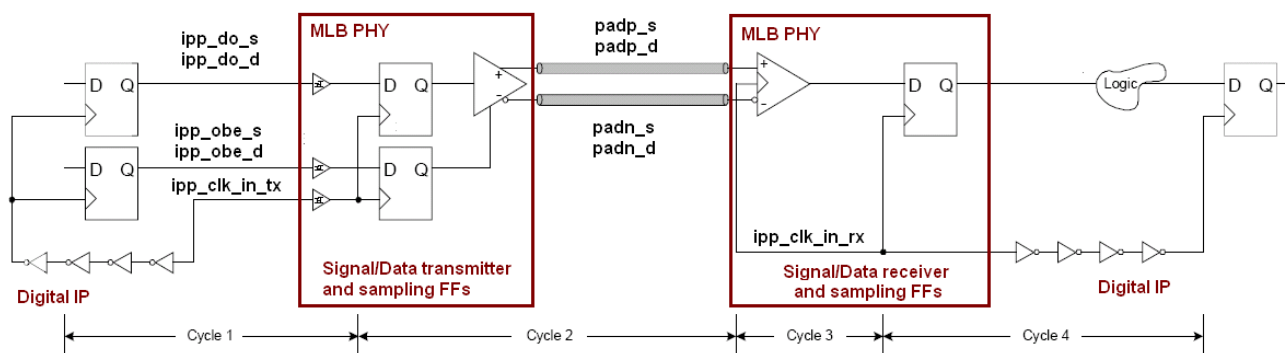 ipp_do_s
ipp_do_d
MLB PHY
padp_s
padp_d
MLB PHY
D Q
D Q
+
-
+
-
D Q
Logic
D Q
ipp_obe_s
ipp_obe_d
padn_s
padn_d
D Q
D Q
ipp_clk_in_tx
ipp_clk_in_rx
Digital IP
Signal/Data transmitter
and sampling FFs
Signal/Data receiver
and sampling FFs
Digital IP
Cycle 1
Cycle 2
Cycle 3
Cycle 4